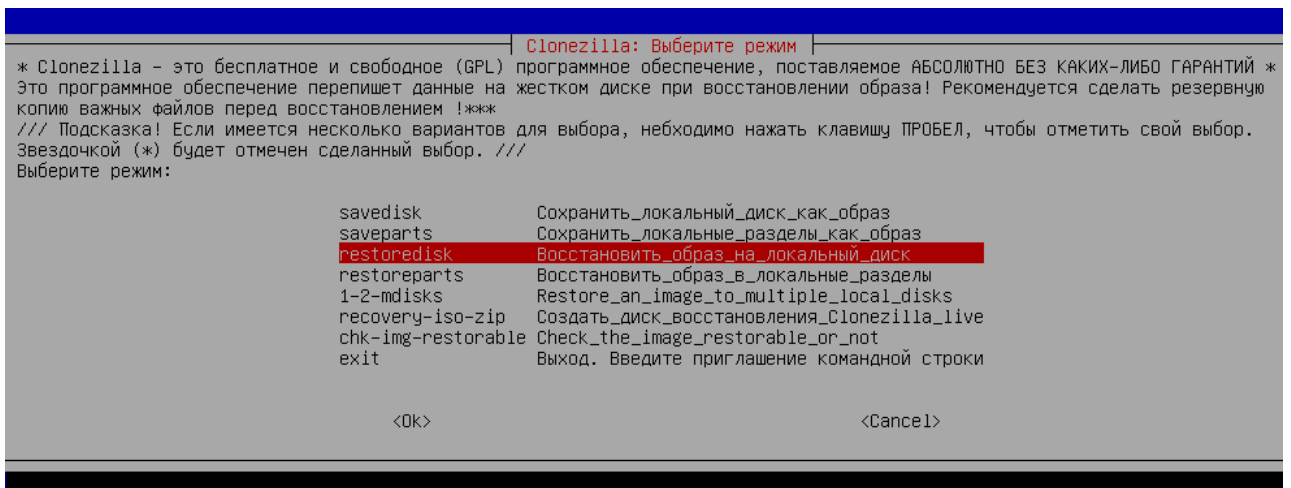 Clonezilla: Выберите режим
* Clonezilla - это бесплатное и свободное (GPL) программное обеспечение, поставляемое АБСОЛЮТНО БЕЗ КАКИХ-ЛИБО ГАРАНТИЙ *
Это программное обеспечение перепишет данные на жестком диске при восстановлении образа! Рекомендуется сделать резервную
копию важных файлов перед восстановлением !***
/// Подсказка! Если имеется несколько вариантов для выбора, небходимо нажать клавишу ПРОБЕЛ, чтобы отметить свой выбор.
Звездочкой (*) будет отмечен сделанный выбор. ///
Выберите режим:
savedisk Сохранить_локальный_диск_как_образ
saveparts Сохранить_локальные_разделы_как_образ
restoredisk Восстановить_образ_на_локальный_диск
restoreparts Восстановить_образ_в_локальные_разделы
1-2-mdisks Restore_an_image_to_multiple_local_disks
recovery-iso-zip Создать_диск_восстановления_Clonezilla_live
chk-img-restorable Check_the_image_restorable_or_not
exit Выход. Введите приглашение командной строки
<Ok> <Cancel>